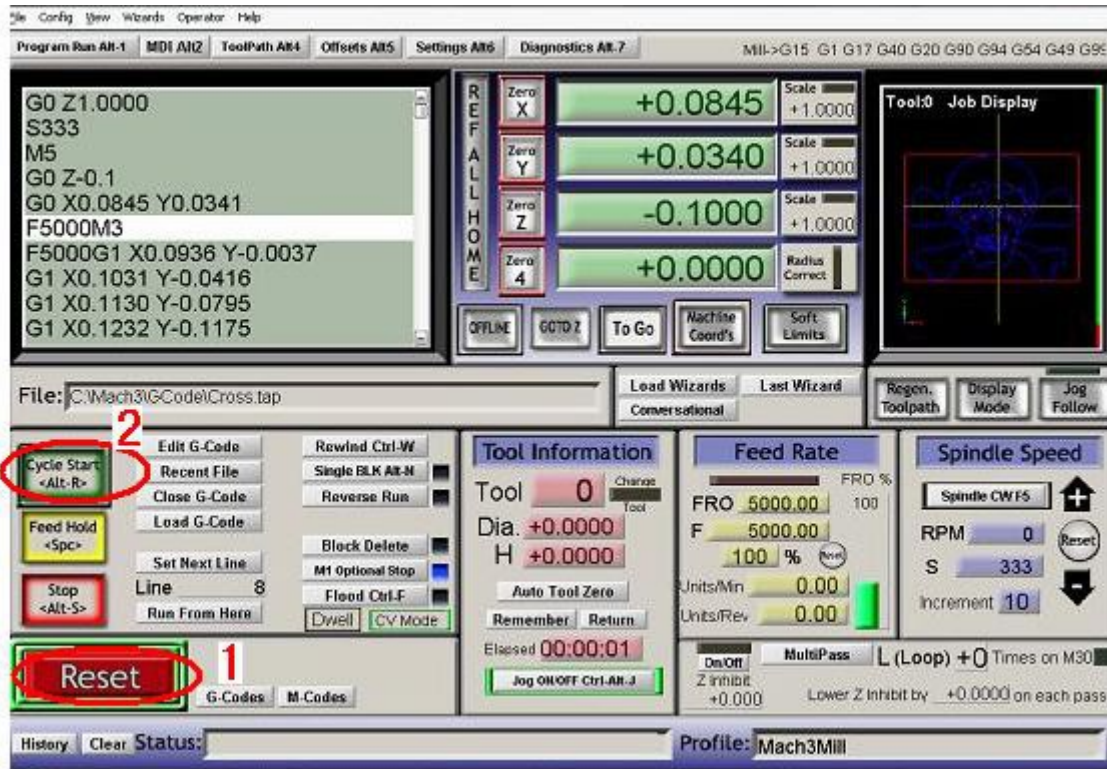 File Config View Wizards Operator Help
Program Run Alt-1 MDI Alt2 ToolPath Alt4 Offsets Alt5 Settings Alt6 Diagnostics Alt-7 Mill->G15 G1 G17 G40 G20 G90 G94 G54 G49 G99
G0 Z1.0000
S333
M5
G0 Z-0.1
G0 X0.0845 Y0.0341
F5000M3
F5000G1 X0.0936 Y-0.0037
G1 X0.1031 Y-0.0416
G1 X0.1130 Y-0.0795
G1 X0.1232 Y-0.1175
REF ALL HOME
Zero X +0.0845 Scale +1.0000
Zero Y +0.0340 Scale +1.0000
Zero Z -0.1000 Scale +1.0000
Zero 4 +0.0000 Radius Correct
OFFLINE GOTO Z To Go Machine Coord's Soft Limits
Tool:0 Job Display
File: C:\Mach3\GCode\Cross.tap
Load Wizards Last Wizard
Conversational
Regen. Toolpath Display Mode Jog Follow
2
Cycle Start <Alt-R>
Feed Hold <Spc>
Stop <Alt-S>
Edit G-Code
Recent File
Close G-Code
Load G-Code
Set Next Line
Line 8
Run From Here
Rewind Ctrl-W
Single BLK Alt-N
Reverse Run
Block Delete
M1 Optional Stop
Flood Ctrl-F
Dwell CV Mode
1
Reset
G-Codes M-Codes
Tool Information
Tool 0 Change Tool
Dia. +0.0000
H +0.0000
Auto Tool Zero
Remember Return
Elapsed 00:00:01
Jog ON/OFF Ctrl-Alt-J
Feed Rate
FRO %
FRO 5000.00 100
F 5000.00
100 % Reset
Units/Min 0.00
Units/Rev 0.00
Spindle Speed
Spindle CW F5
RPM 0 Reset
S 333
Increment 10
On/Off MultiPass L (Loop) +0 Times on M30
Z Inhibit
+0.000 Lower Z Inhibit by +0.0000 on each pass
History Clear Status:
Profile: Mach3Mill